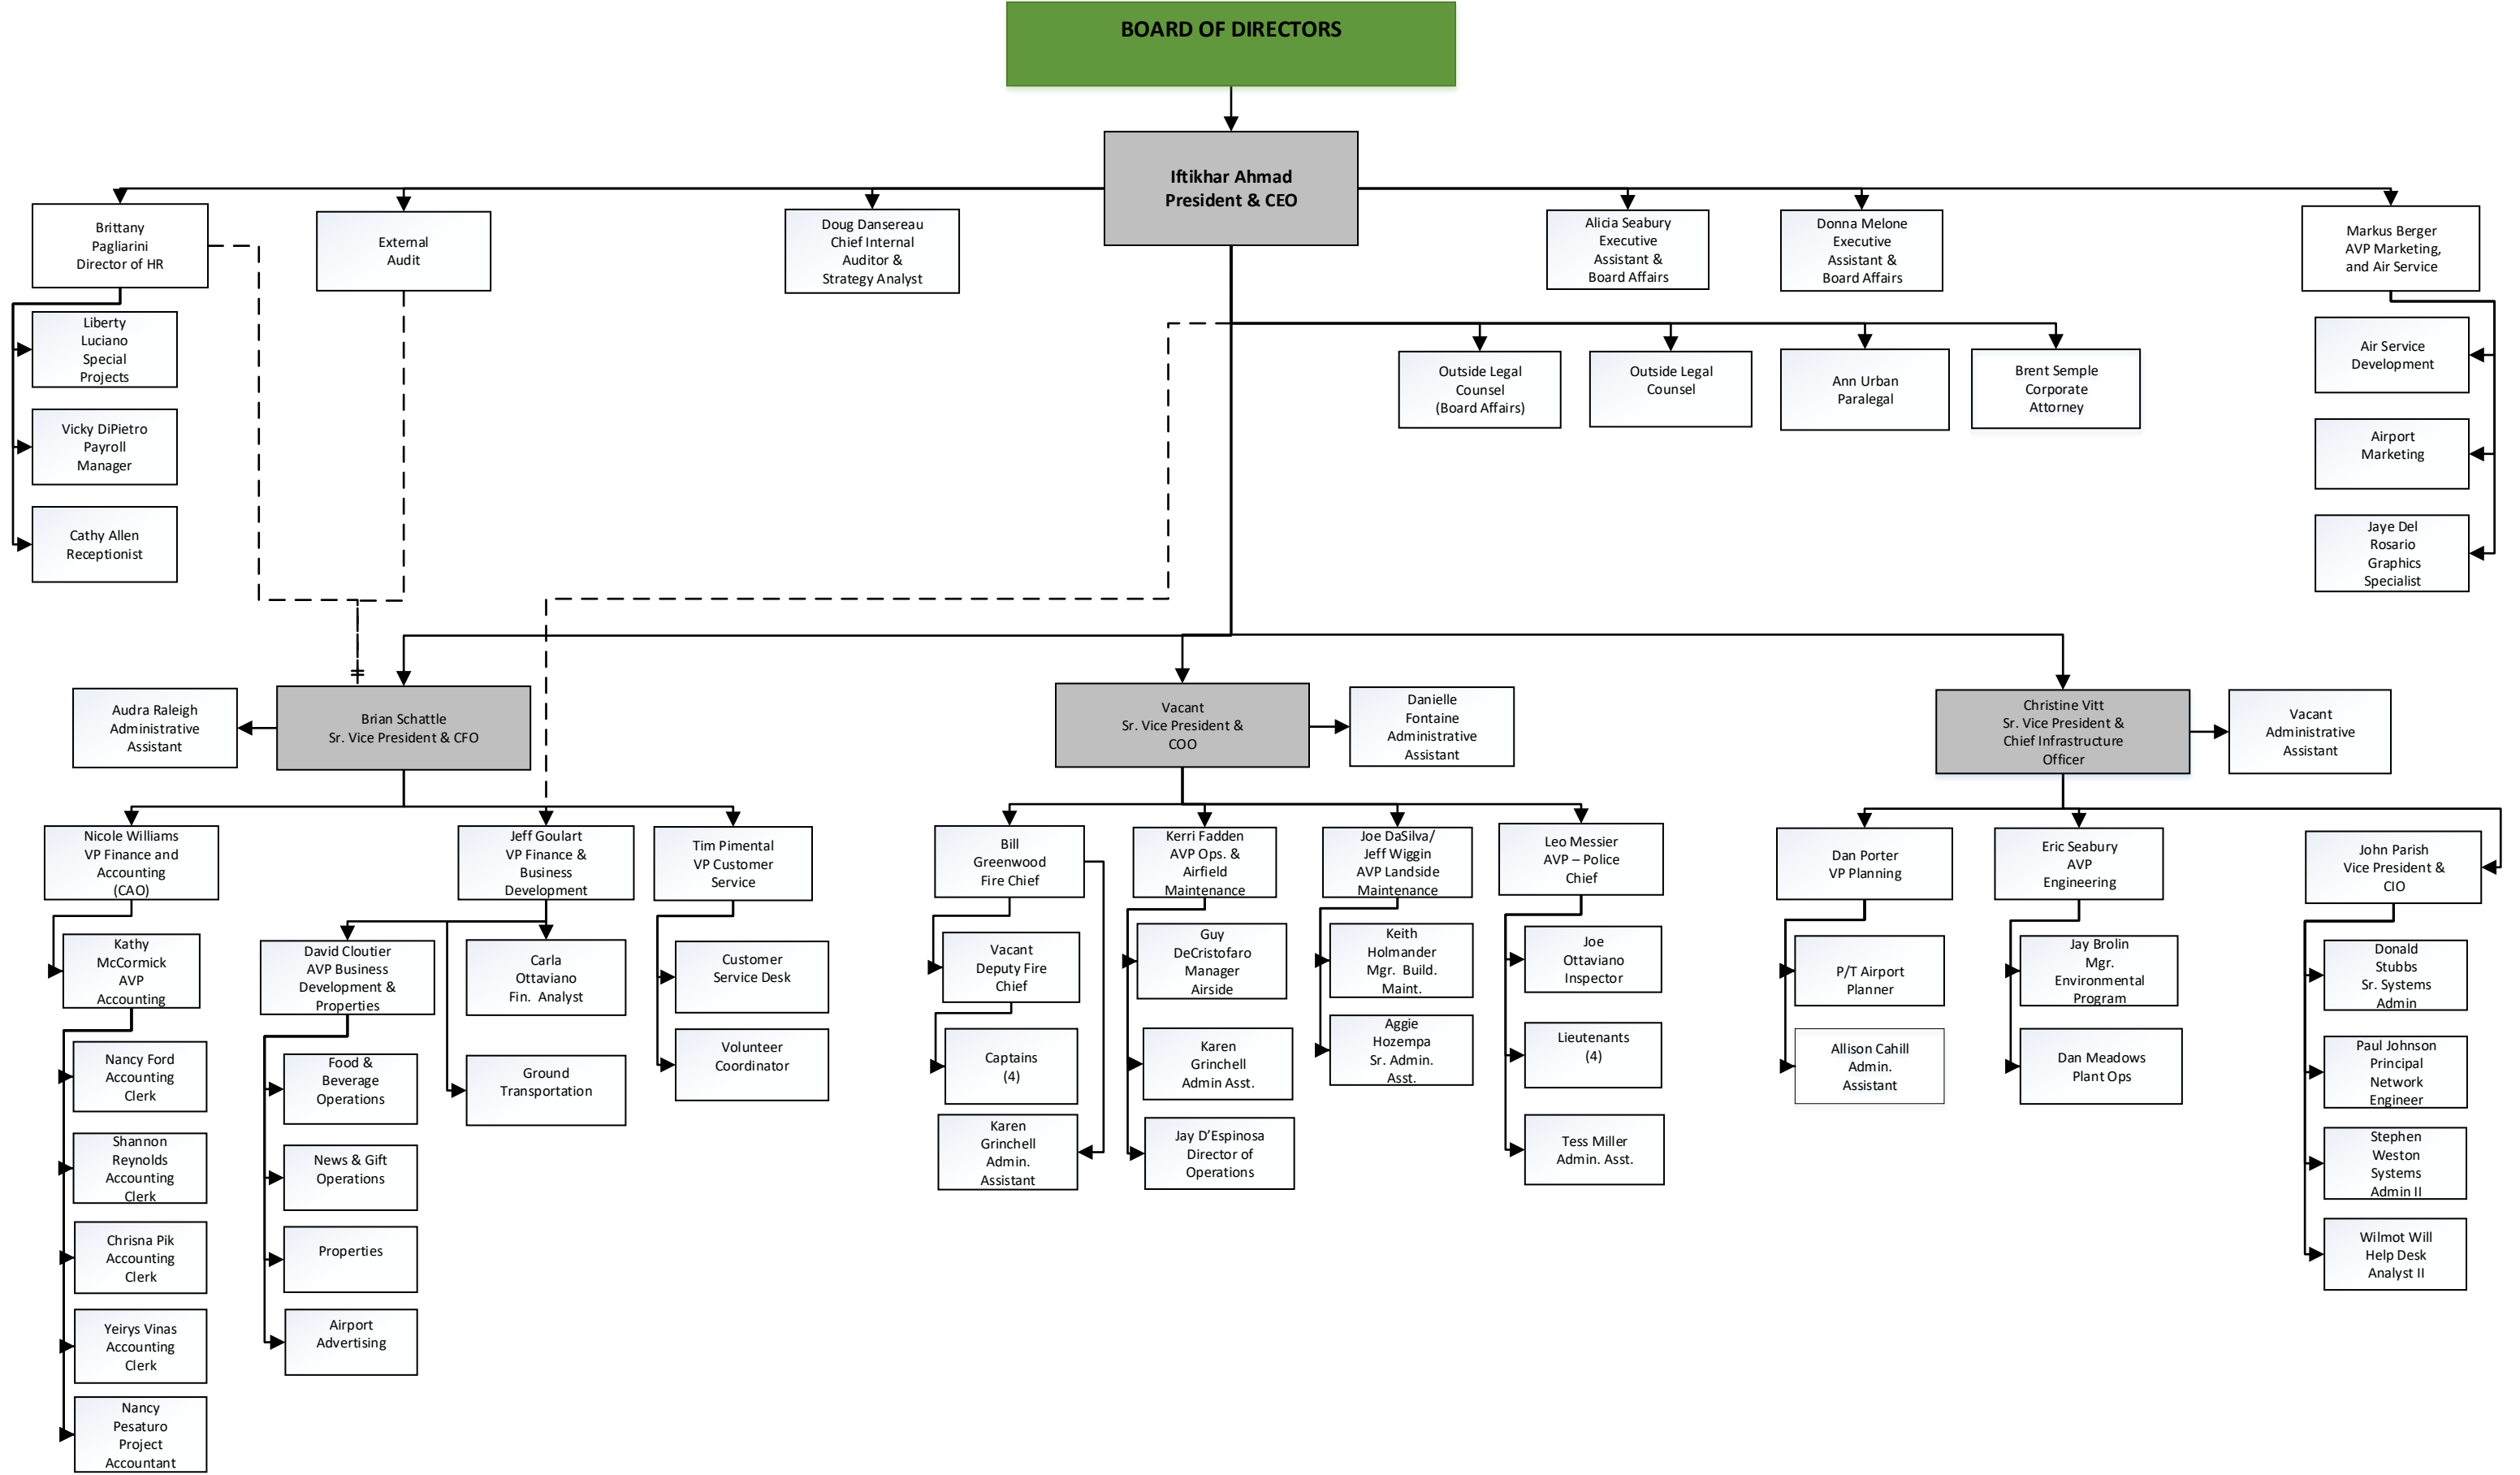 BOARD OF DIRECTORS
Iftikhar Ahmad
President & CEO
Brittany
Pagliarini
Director of HR
External
Audit
Doug Dansereau
Chief Internal
Auditor &
Strategy Analyst
Alicia Seabury
Executive
Assistant &
Board Affairs
Donna Melone
Executive
Assistant &
Board Affairs
Markus Berger
AVP Marketing,
and Air Service
Liberty
Luciano
Special
Projects
Vicky DiPietro
Payroll
Manager
Cathy Allen
Receptionist
Outside Legal
Counsel
(Board Affairs)
Outside Legal
Counsel
Ann Urban
Paralegal
Brent Semple
Corporate
Attorney
Air Service
Development
Airport
Marketing
Jaye Del
Rosario
Graphics
Specialist
Audra Raleigh
Administrative
Assistant
Brian Schattle
Sr. Vice President & CFO
Vacant
Sr. Vice President &
COO
Danielle
Fontaine
Administrative
Assistant
Christine Vitt
Sr. Vice President &
Chief Infrastructure
Officer
Vacant
Administrative
Assistant
Nicole Williams
VP Finance and
Accounting
(CAO)
Jeff Goulart
VP Finance &
Business
Development
Tim Pimental
VP Customer
Service
Bill
Greenwood
Fire Chief
Kerri Fadden
AVP Ops. &
Airfield
Maintenance
Joe DaSilva/
Jeff Wiggin
AVP Landside
Maintenance
Leo Messier
AVP – Police
Chief
Dan Porter
VP Planning
Eric Seabury
AVP
Engineering
John Parish
Vice President &
CIO
Kathy
McCormick
AVP
Accounting
David Cloutier
AVP Business
Development &
Properties
Carla
Ottaviano
Fin. Analyst
Customer
Service Desk
Vacant
Deputy Fire
Chief
Guy
DeCristofaro
Manager
Airside
Keith
Holmander
Mgr. Build.
Maint.
Joe
Ottaviano
Inspector
P/T Airport
Planner
Jay Brolin
Mgr.
Environmental
Program
Donald
Stubbs
Sr. Systems
Admin
Nancy Ford
Accounting
Clerk
Food &
Beverage
Operations
Ground
Transportation
Volunteer
Coordinator
Captains
(4)
Karen
Grinchell
Admin Asst.
Aggie
Hozempa
Sr. Admin.
Asst.
Lieutenants
(4)
Allison Cahill
Admin.
Assistant
Dan Meadows
Plant Ops
Paul Johnson
Principal
Network
Engineer
Shannon
Reynolds
Accounting
Clerk
News & Gift
Operations
Karen
Grinchell
Admin.
Assistant
Jay D’Espinosa
Director of
Operations
Tess Miller
Admin. Asst.
Stephen
Weston
Systems
Admin II
Chrisna Pik
Accounting
Clerk
Properties
Wilmot Will
Help Desk
Analyst II
Yeirys Vinas
Accounting
Clerk
Airport
Advertising
Nancy
Pesaturo
Project
Accountant